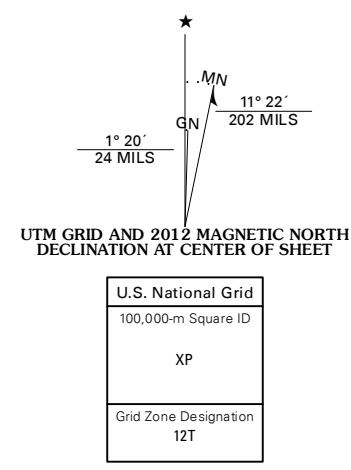 ★
MN
GN
11° 22´
202 MILS
1° 20´
24 MILS
UTM GRID AND 2012 MAGNETIC NORTH
DECLINATION AT CENTER OF SHEET
U.S. National Grid
100,000-m Square ID
XP
Grid Zone Designation
12T